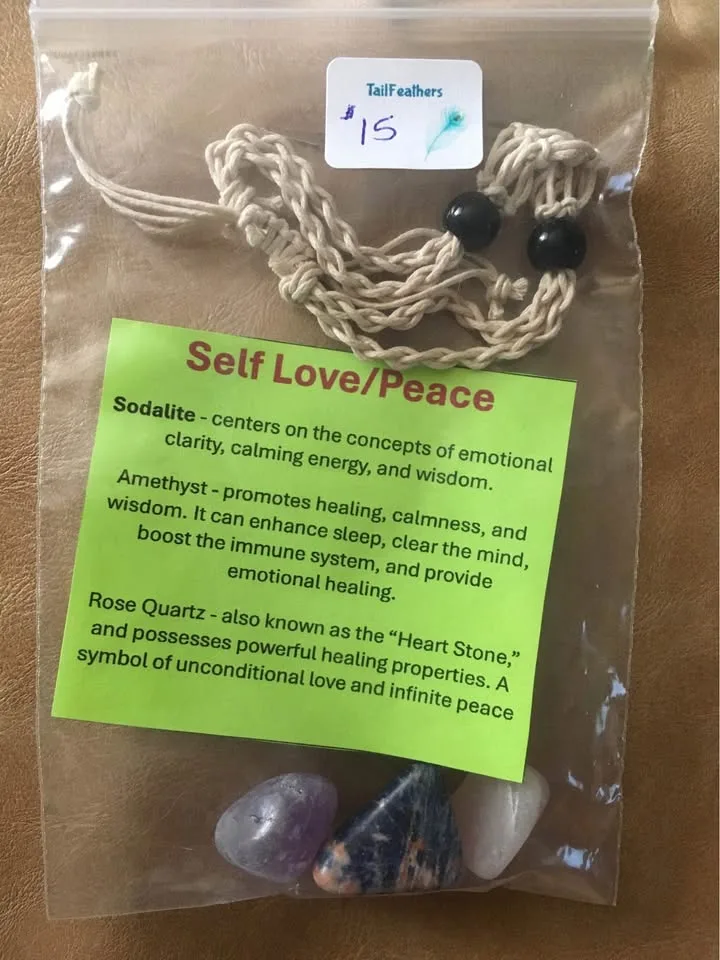 TailFeathers
$15
Self Love/Peace
Sodalite - centers on the concepts of emotional
clarity, calming energy, and wisdom.
Amethyst - promotes healing, calmness, and
wisdom. It can enhance sleep, clear the mind,
boost the immune system, and provide
emotional healing.
Rose Quartz - also known as the “Heart Stone,”
and possesses powerful healing properties. A
symbol of unconditional love and infinite peace